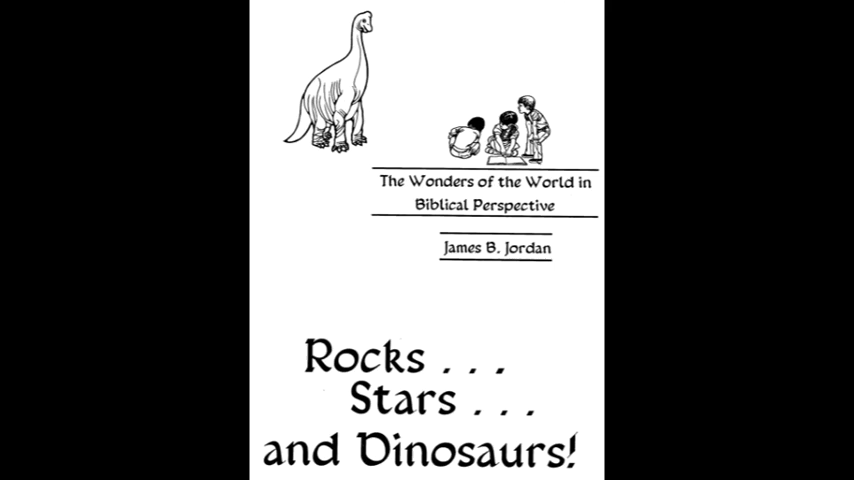 The Wonders of the World in
Biblical Perspective
James B. Jordan
Rocks . . .
Stars . . .
and Dinosaurs!